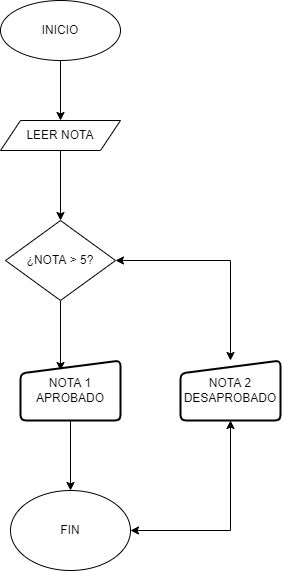 INICIO
LEER NOTA
¿NOTA > 5?
NOTA 1
APROBADO
NOTA 2
DESAPROBADO
FIN